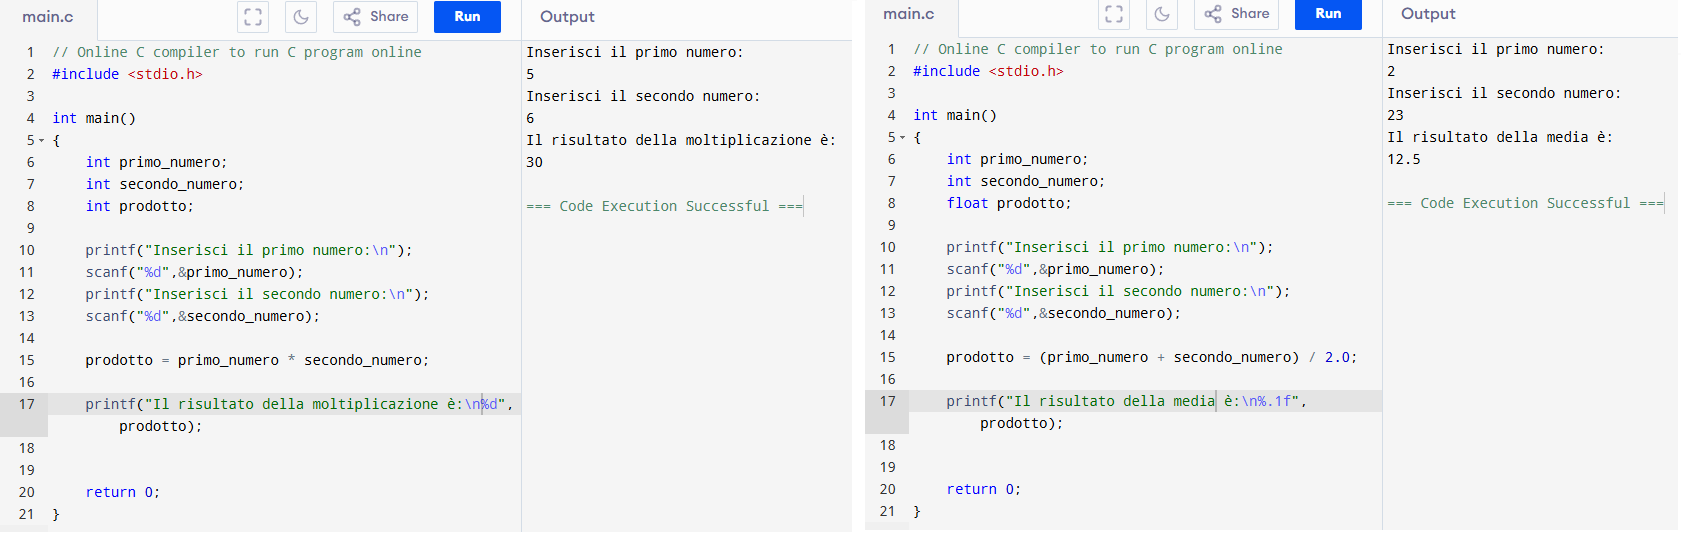 main.c
Share
Run
Output
1 // Online C compiler to run C program online
2 #include <stdio.h>
3
4 int main()
5 {
6 int primo_numero;
7 int secondo_numero;
8 int prodotto;
9
10 printf("Inserisci il primo numero:\n");
11 scanf("%d",&primo_numero);
12 printf("Inserisci il secondo numero:\n");
13 scanf("%d",&secondo_numero);
14
15 prodotto = primo_numero * secondo_numero;
16
17 printf("Il risultato della moltiplicazione è:\n%d",
prodotto);
18
19
20 return 0;
21 }
Inserisci il primo numero:
5
Inserisci il secondo numero:
6
Il risultato della moltiplicazione è:
30
=== Code Execution Successful ===
main.c
Share
Run
Output
1 // Online C compiler to run C program online
2 #include <stdio.h>
3
4 int main()
5 {
6 int primo_numero;
7 int secondo_numero;
8 float prodotto;
9
10 printf("Inserisci il primo numero:\n");
11 scanf("%d",&primo_numero);
12 printf("Inserisci il secondo numero:\n");
13 scanf("%d",&secondo_numero);
14
15 prodotto = (primo_numero + secondo_numero) / 2.0;
16
17 printf("Il risultato della media è:\n%.1f",
prodotto);
18
19
20 return 0;
21 }
Inserisci il primo numero:
2
Inserisci il secondo numero:
23
Il risultato della media è:
12.5
=== Code Execution Successful ===